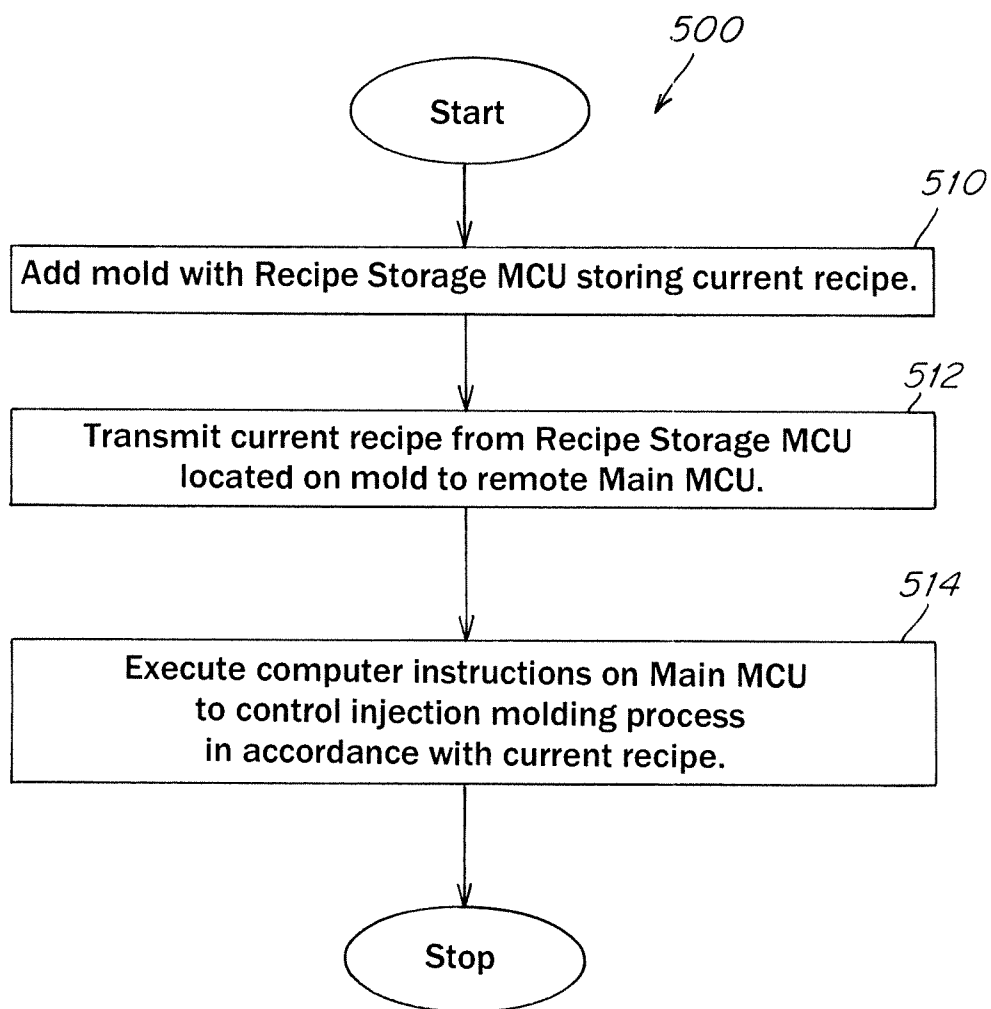 500
Start
510
Add mold with Recipe Storage MCU storing current recipe.
512
Transmit current recipe from Recipe Storage MCU
located on mold to remote Main MCU.
514
Execute computer instructions on Main MCU
to control injection molding process
in accordance with current recipe.
Stop